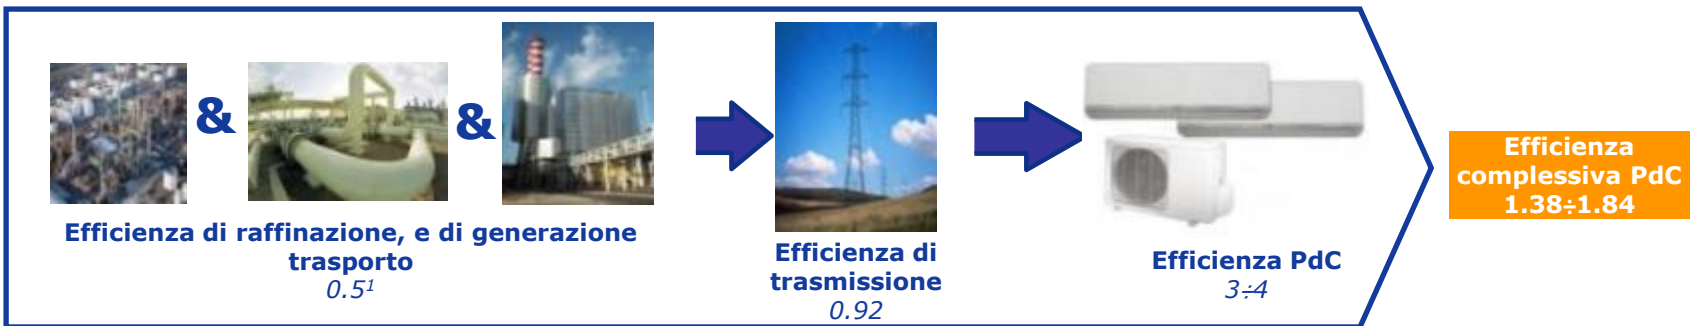 &
&
Efficienza di raffinazione, e di generazione
trasporto
0.5¹
Efficienza di
trasmissione
0.92
Efficienza PdC
3÷4
Efficienza
complessiva PdC
1.38÷1.84